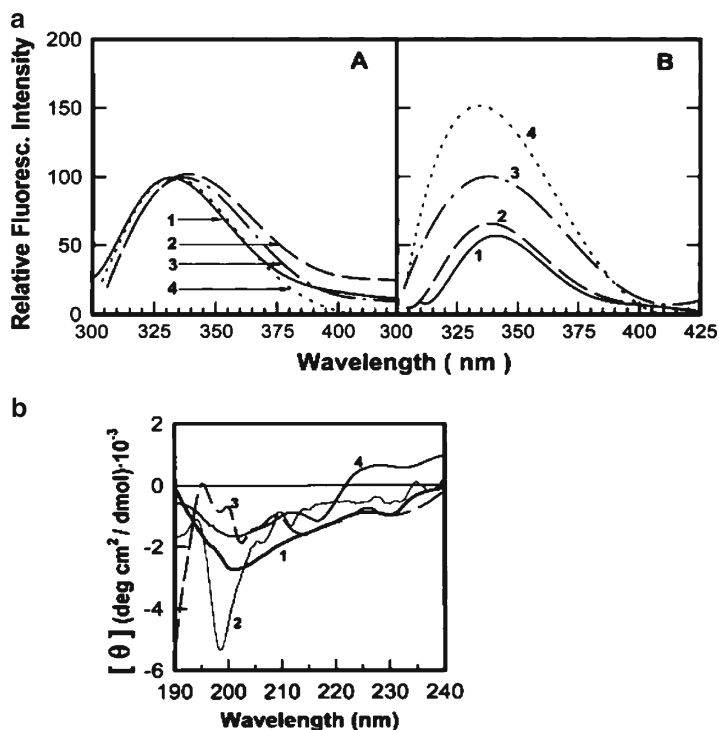 a
200
150
100
50
0
Relative Fluoresc. Intensity
A
1
2
3
4
B
4
3
2
1
300 325 350 375 400 300 325 350 375 400 425
Wavelength ( nm )
b
2
0
-2
-4
-6
[ θ ] (deg cm² / dmol)·10⁻³
4
3
1
2
190 200 210 220 230 240
Wavelength (nm)